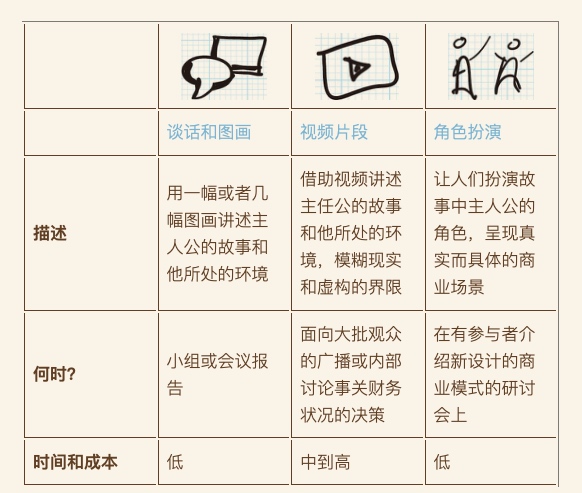 谈话和图画
视频片段
角色扮演
描述
用一幅或者几
幅图画讲述主
人公的故事和
他所处的环境
借助视频讲述
主任公的故事
和他所处的环
境，模糊现实
和虚构的界限
让人们扮演故
事中主人公的
角色，呈现真
实而具体的商
业场景
何时？
小组或会议报
告
面向大批观众
的广播或内部
讨论事关财务
状况的决策
在有参与者介
绍新设计的商
业模式的研讨
会上
时间和成本
低
中到高
低